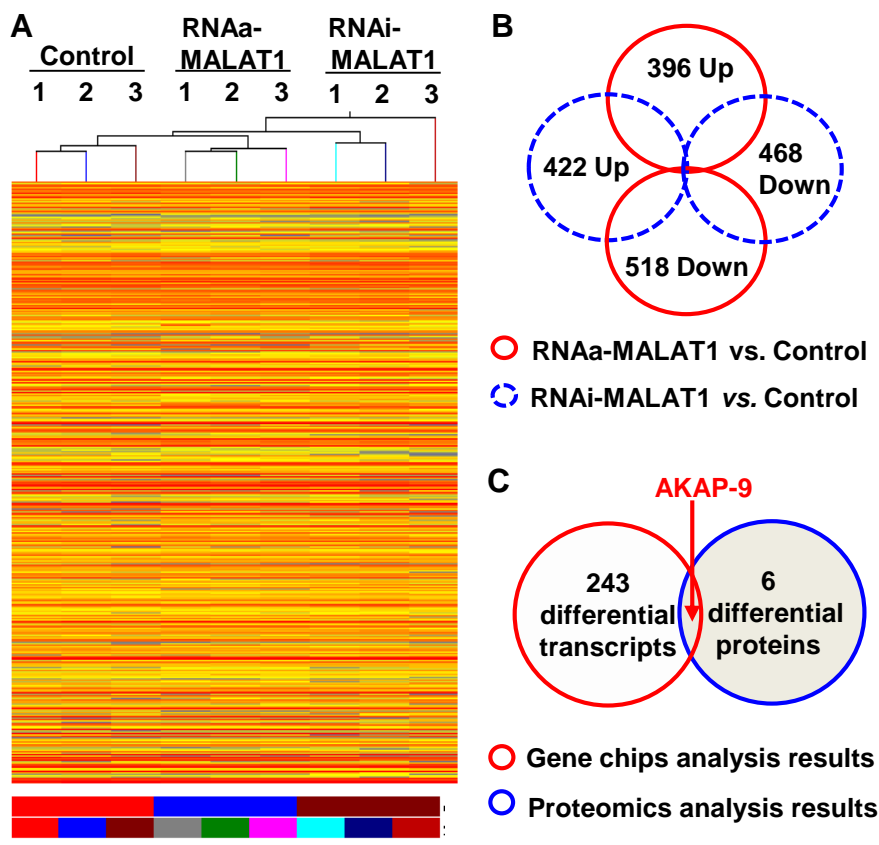 A
Control
RNAa-
MALAT1
RNAi-
MALAT1
1 2 3 1 2 3 1 2 3
B
396 Up
422 Up
468
Down
518 Down
RNAa-MALAT1 vs. Control
RNAi-MALAT1 vs. Control
C
AKAP-9
243
differential
transcripts
6
differential
proteins
Gene chips analysis results
Proteomics analysis results